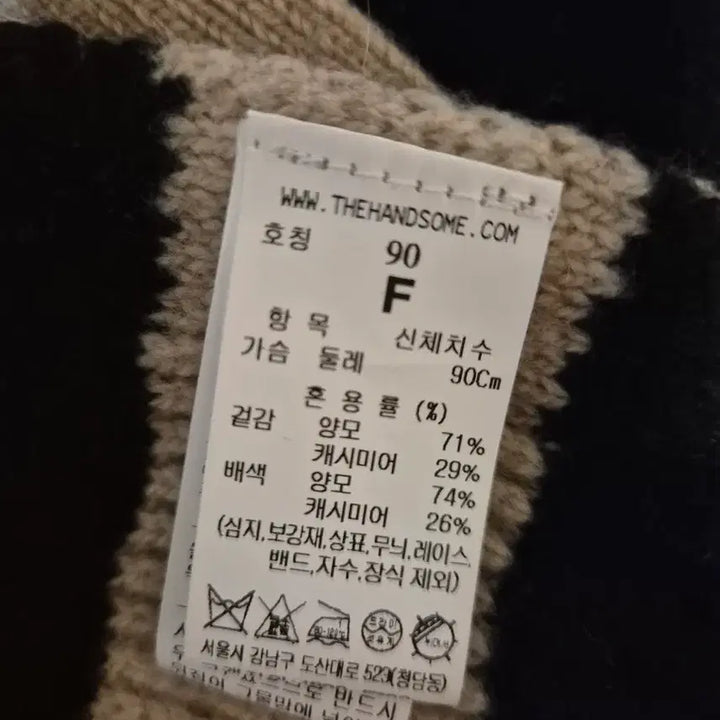 WWW.THEHANDSOME.COM
호칭 90
F
항 목 신체치수
가슴 둘레 90Cm
혼 용 률 (%)
겉감 양모 71%
캐시미어 29%
배색 양모 74%
캐시미어 26%
(심지,보강재,상표,무늬,레이스,
밴드,자수,장식 제외)
서울시 강남구 도산대로 523(청담동)
반드시